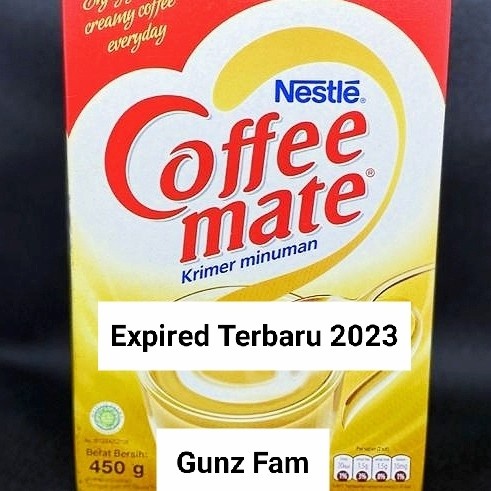 creamy coffee
everyday
Nestlé®
Coffee
mate®
Krimer minuman
Expired Terbaru 2023
Berat Bersih:
450 g
Gunz Fam